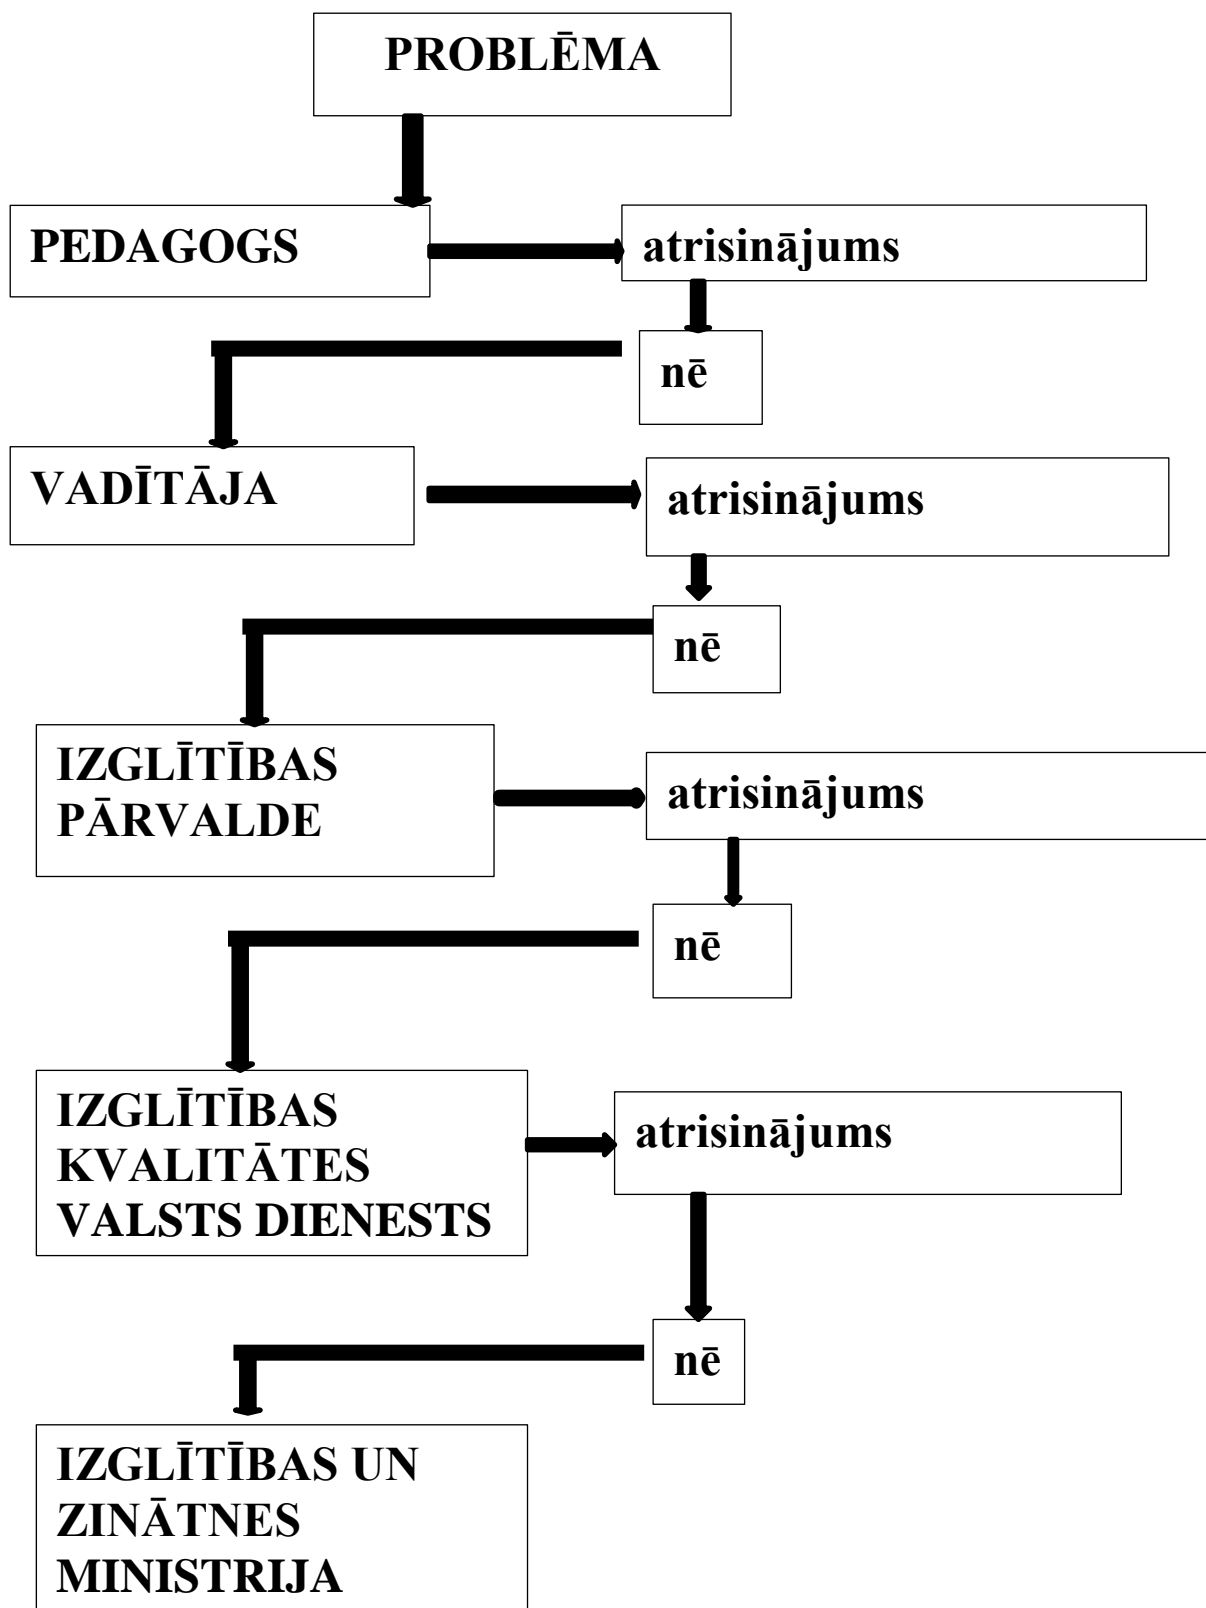 PROBLĒMA
PEDAGOGS
atrisinājums
nē
VADĪTĀJA
atrisinājums
nē
IZGLĪTĪBAS
PĀRVALDE
atrisinājums
nē
IZGLĪTĪBAS
KVALITĀTES
VALSTS DIENESTS
atrisinājums
nē
IZGLĪTĪBAS UN
ZINĀTNES
MINISTRIJA